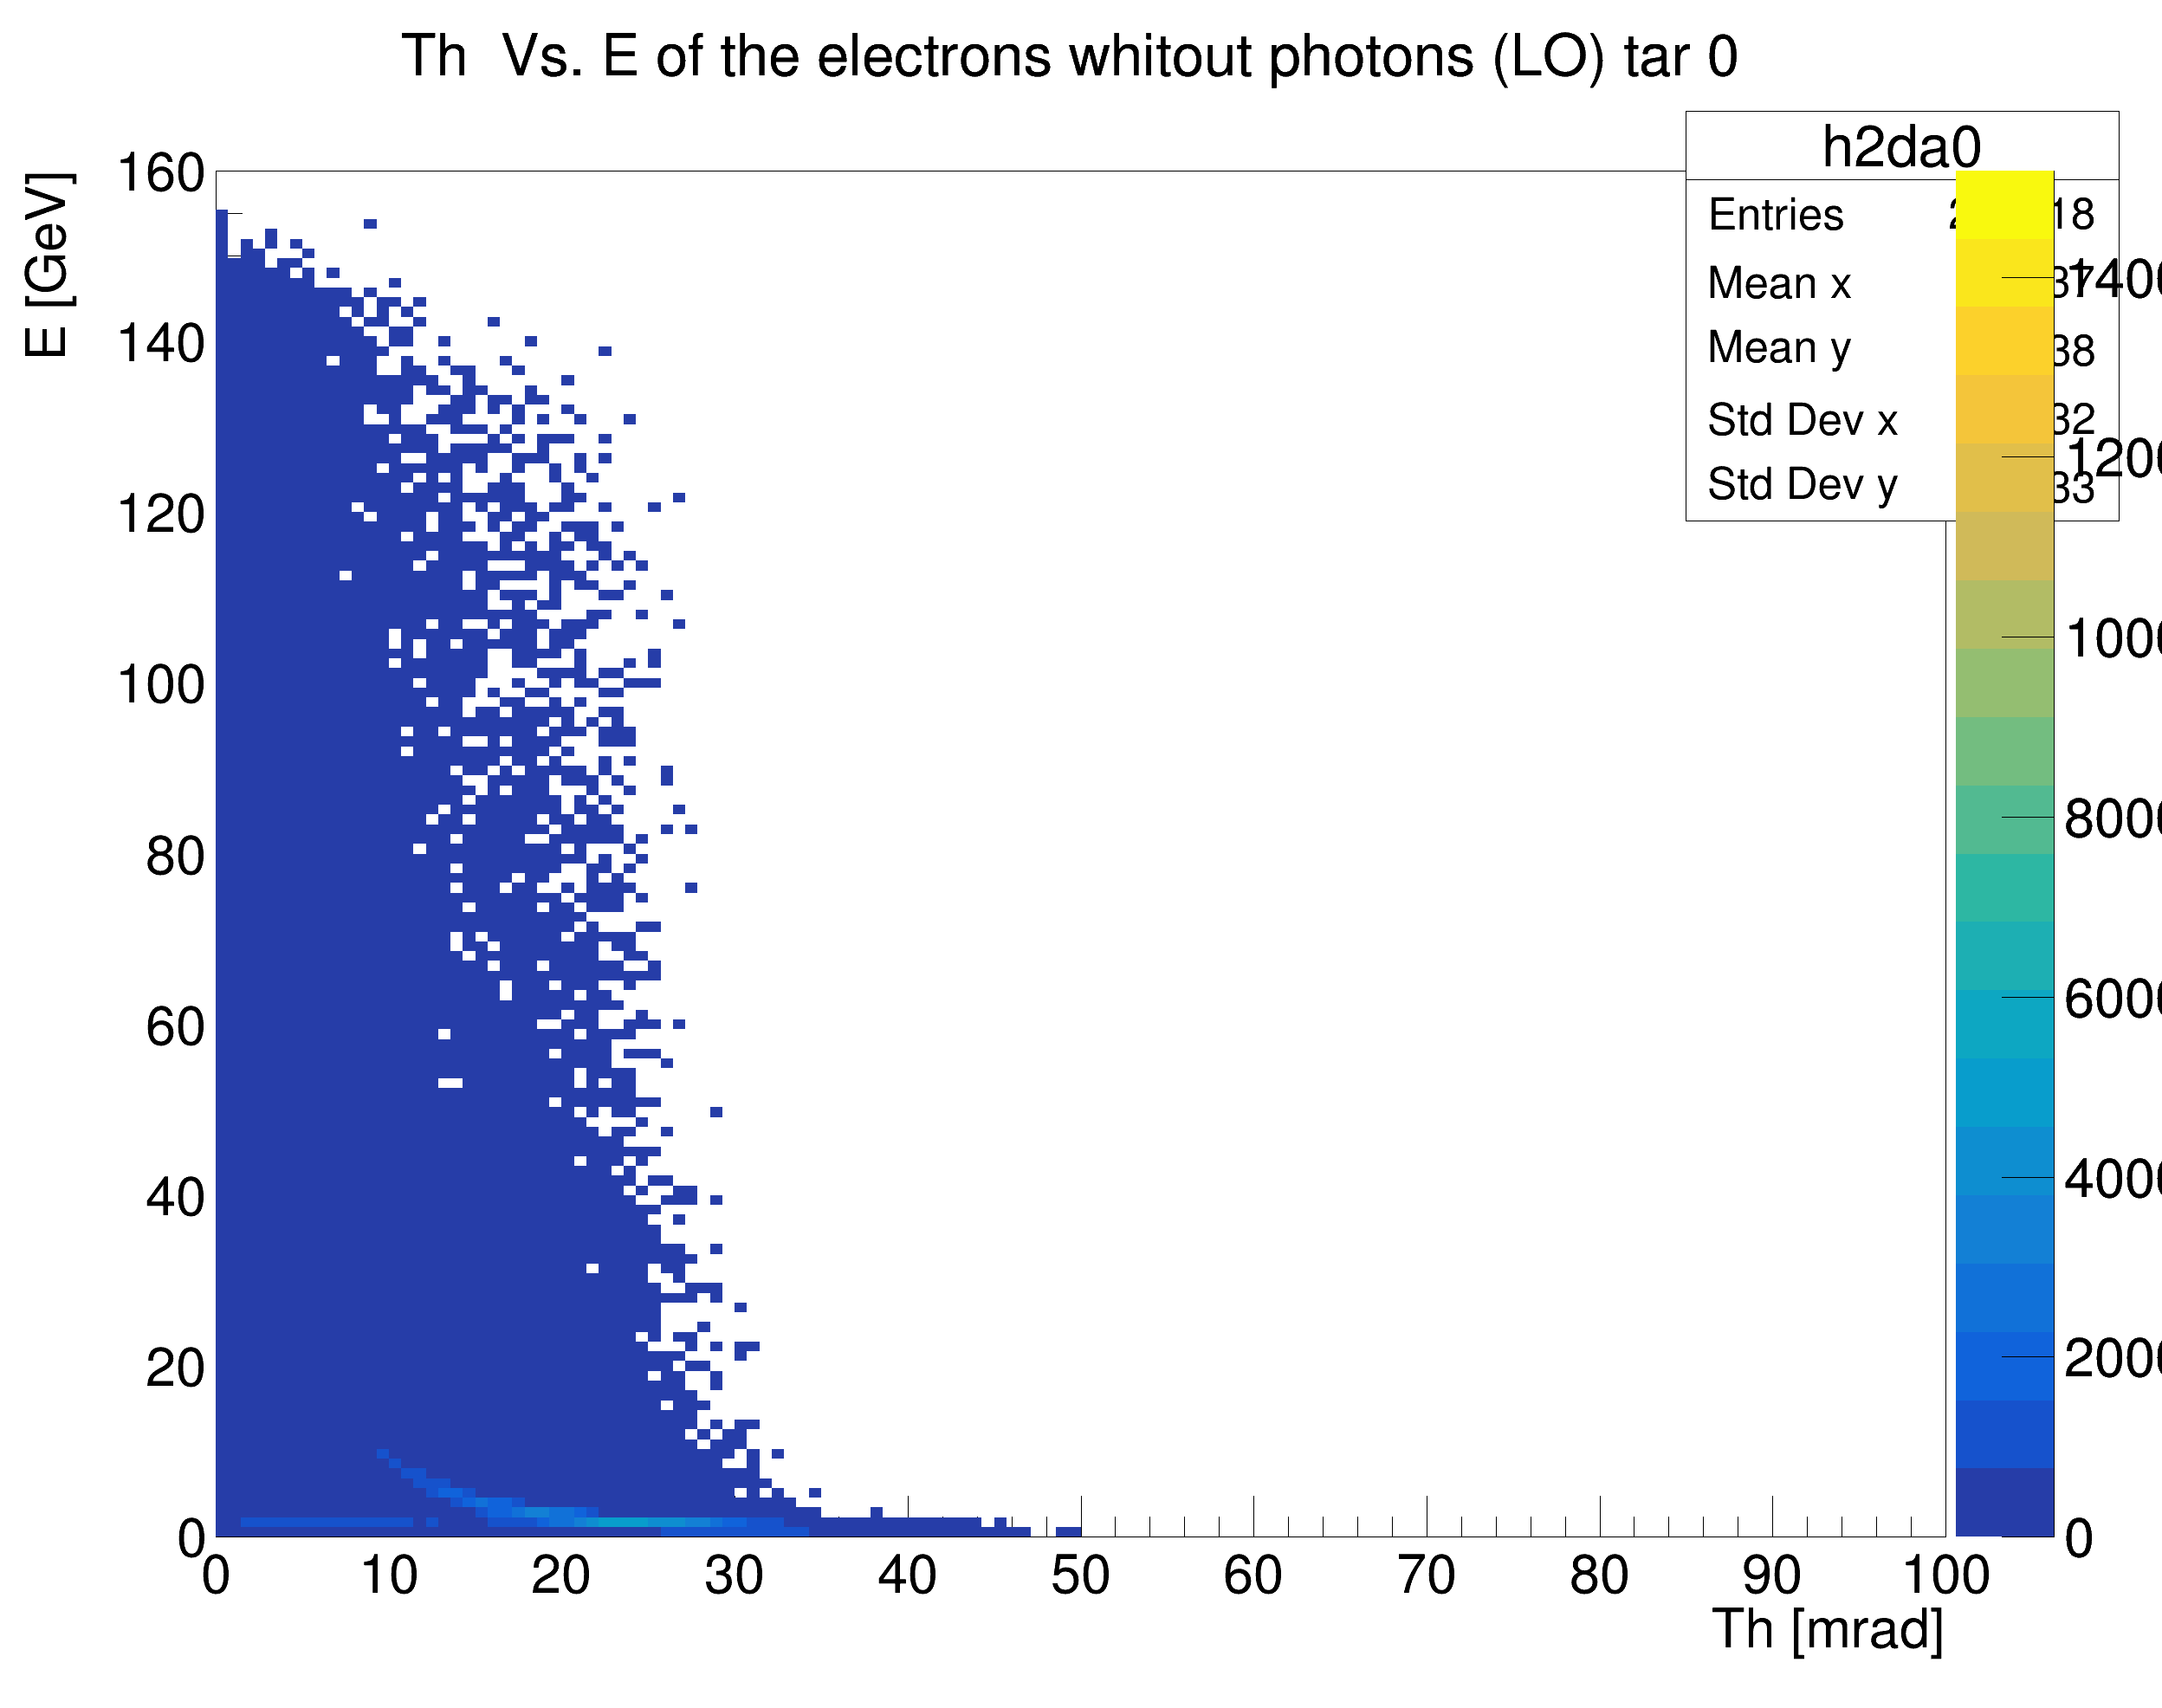 Th Vs. E of the electrons whitout photons (LO) tar 0
h2da0
Entries
Mean x
Mean y
Std Dev x
Std Dev y
E [GeV]
160
140
120
100
80
60
40
20
0
0 10 20 30 40 50 60 70 80 90 100
Th [mrad]
0